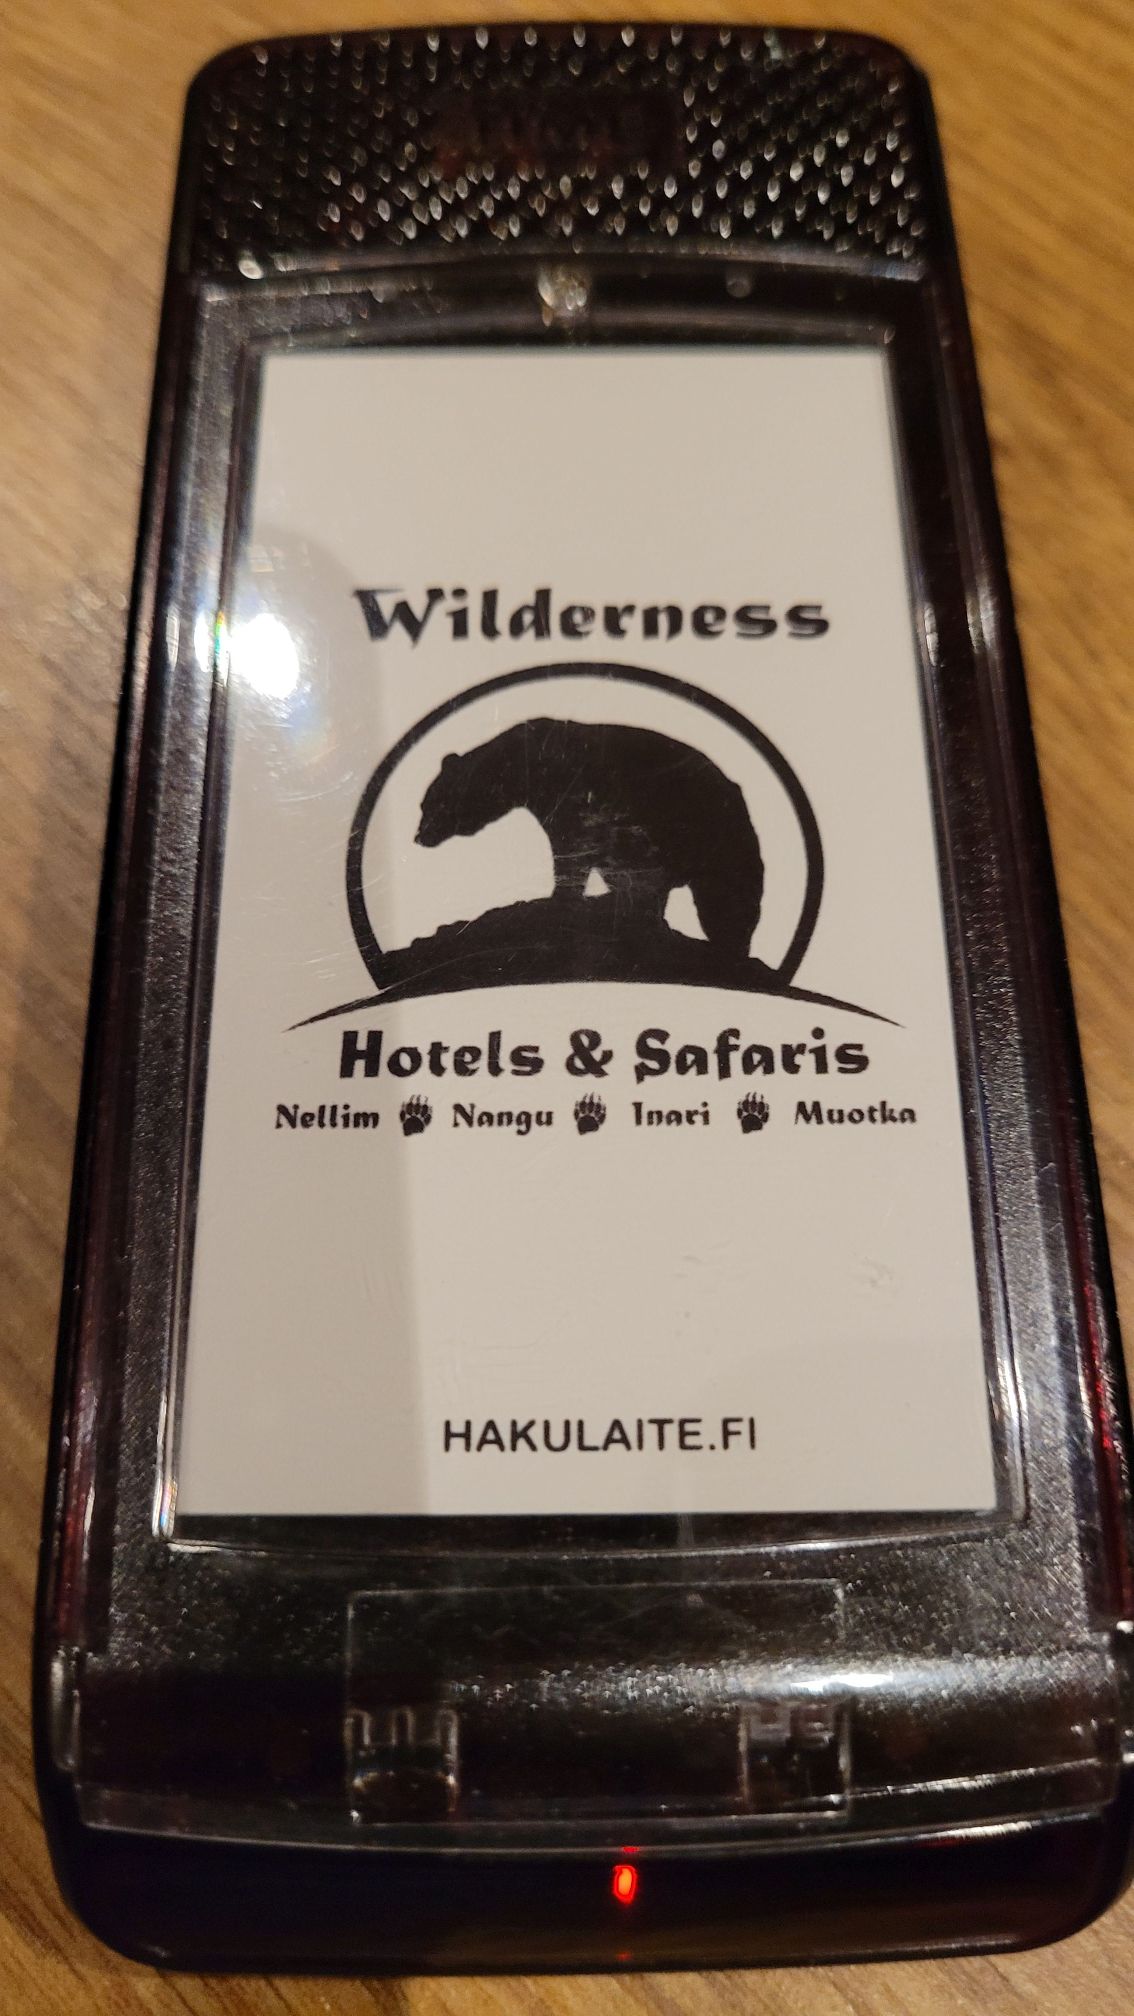 Wilderness
Hotels & Safaris
Nellim Nangu Inari Muotka
HAKULAITE.FI